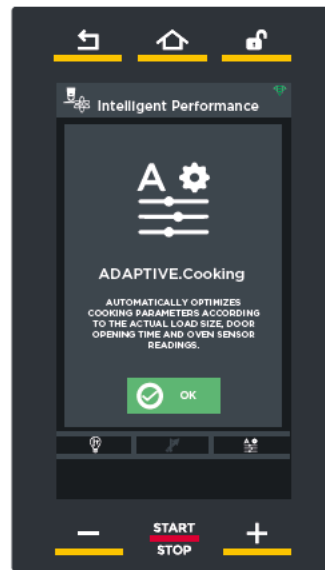 Intelligent Performance
A
ADAPTIVE.Cooking
AUTOMATICALLY OPTIMIZES
COOKING PARAMETERS ACCORDING
TO THE ACTUAL LOAD SIZE, DOOR
OPENING TIME AND OVEN SENSOR
READINGS.
OK
START
STOP